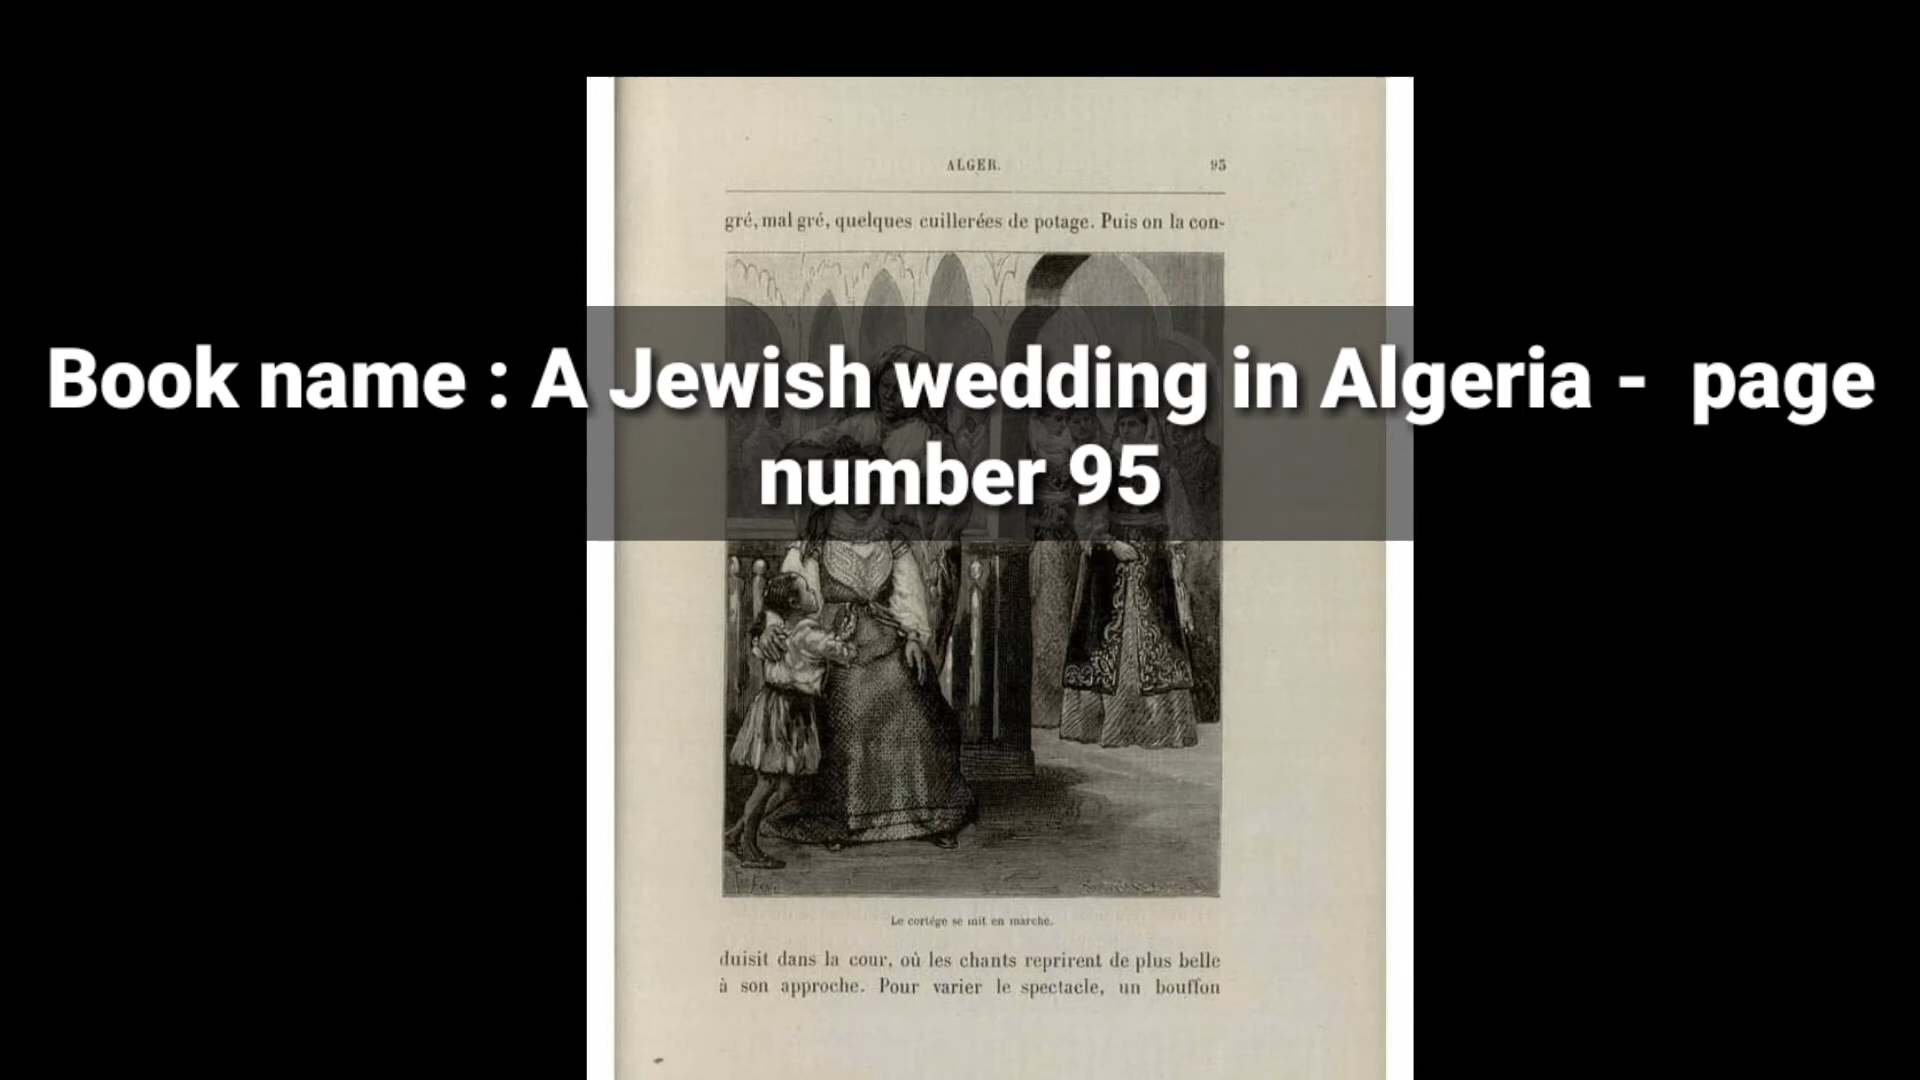 ALGER. 95
gré, mal gré, quelques cuillerées de potage. Puis on la con-
Book name : A Jewish wedding in Algeria - page
number 95
Le cortége se mit en marche.
duisit dans la cour, où les chants reprirent de plus belle
à son approche. Pour varier le spectacle, un bouffon